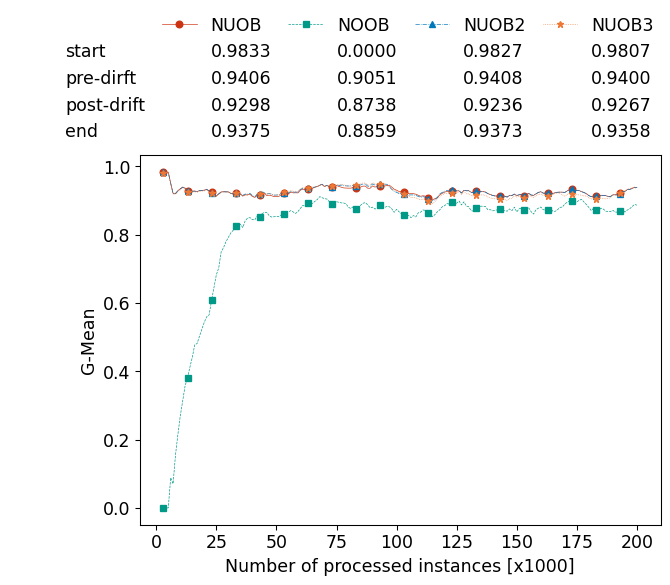 NUOB NOOB NUOB2 NUOB3
start 0.9833 0.0000 0.9827 0.9807
pre-dirft 0.9406 0.9051 0.9408 0.9400
post-drift 0.9298 0.8738 0.9236 0.9267
end 0.9375 0.8859 0.9373 0.9358
1.0
0.8
0.6
0.4
0.2
0.0
G-Mean
0 25 50 75 100 125 150 175 200
Number of processed instances [x1000]